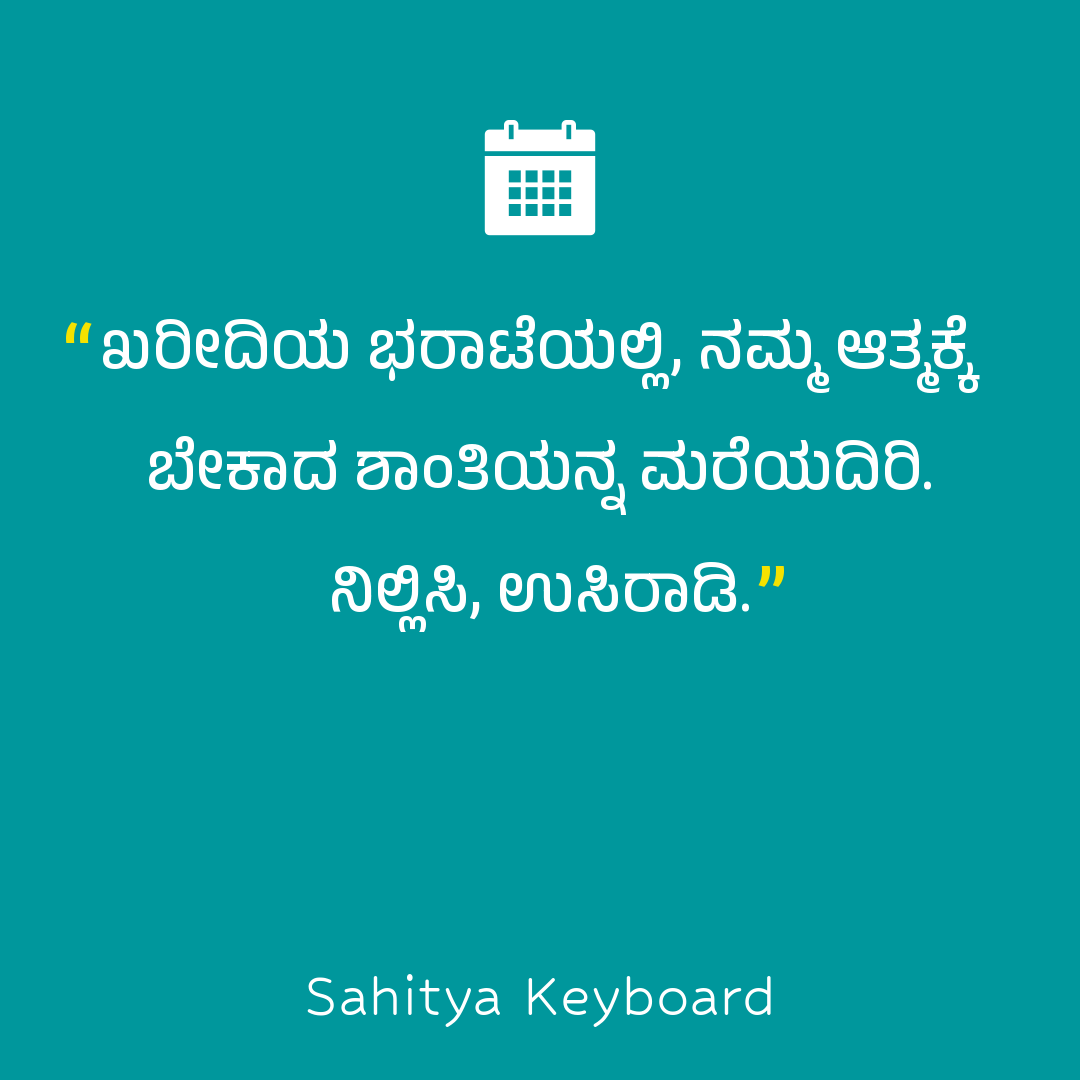 “ಖರೀದಿಯ ಭರಾಟೆಯಲ್ಲಿ, ನಮ್ಮ ಆತ್ಮಕ್ಕೆ
ಬೇಕಾದ ಶಾಂತಿಯನ್ನ ಮರೆಯದಿರಿ.
ನಿಲ್ಲಿಸಿ, ಉಸಿರಾಡಿ.”
Sahitya Keyboard